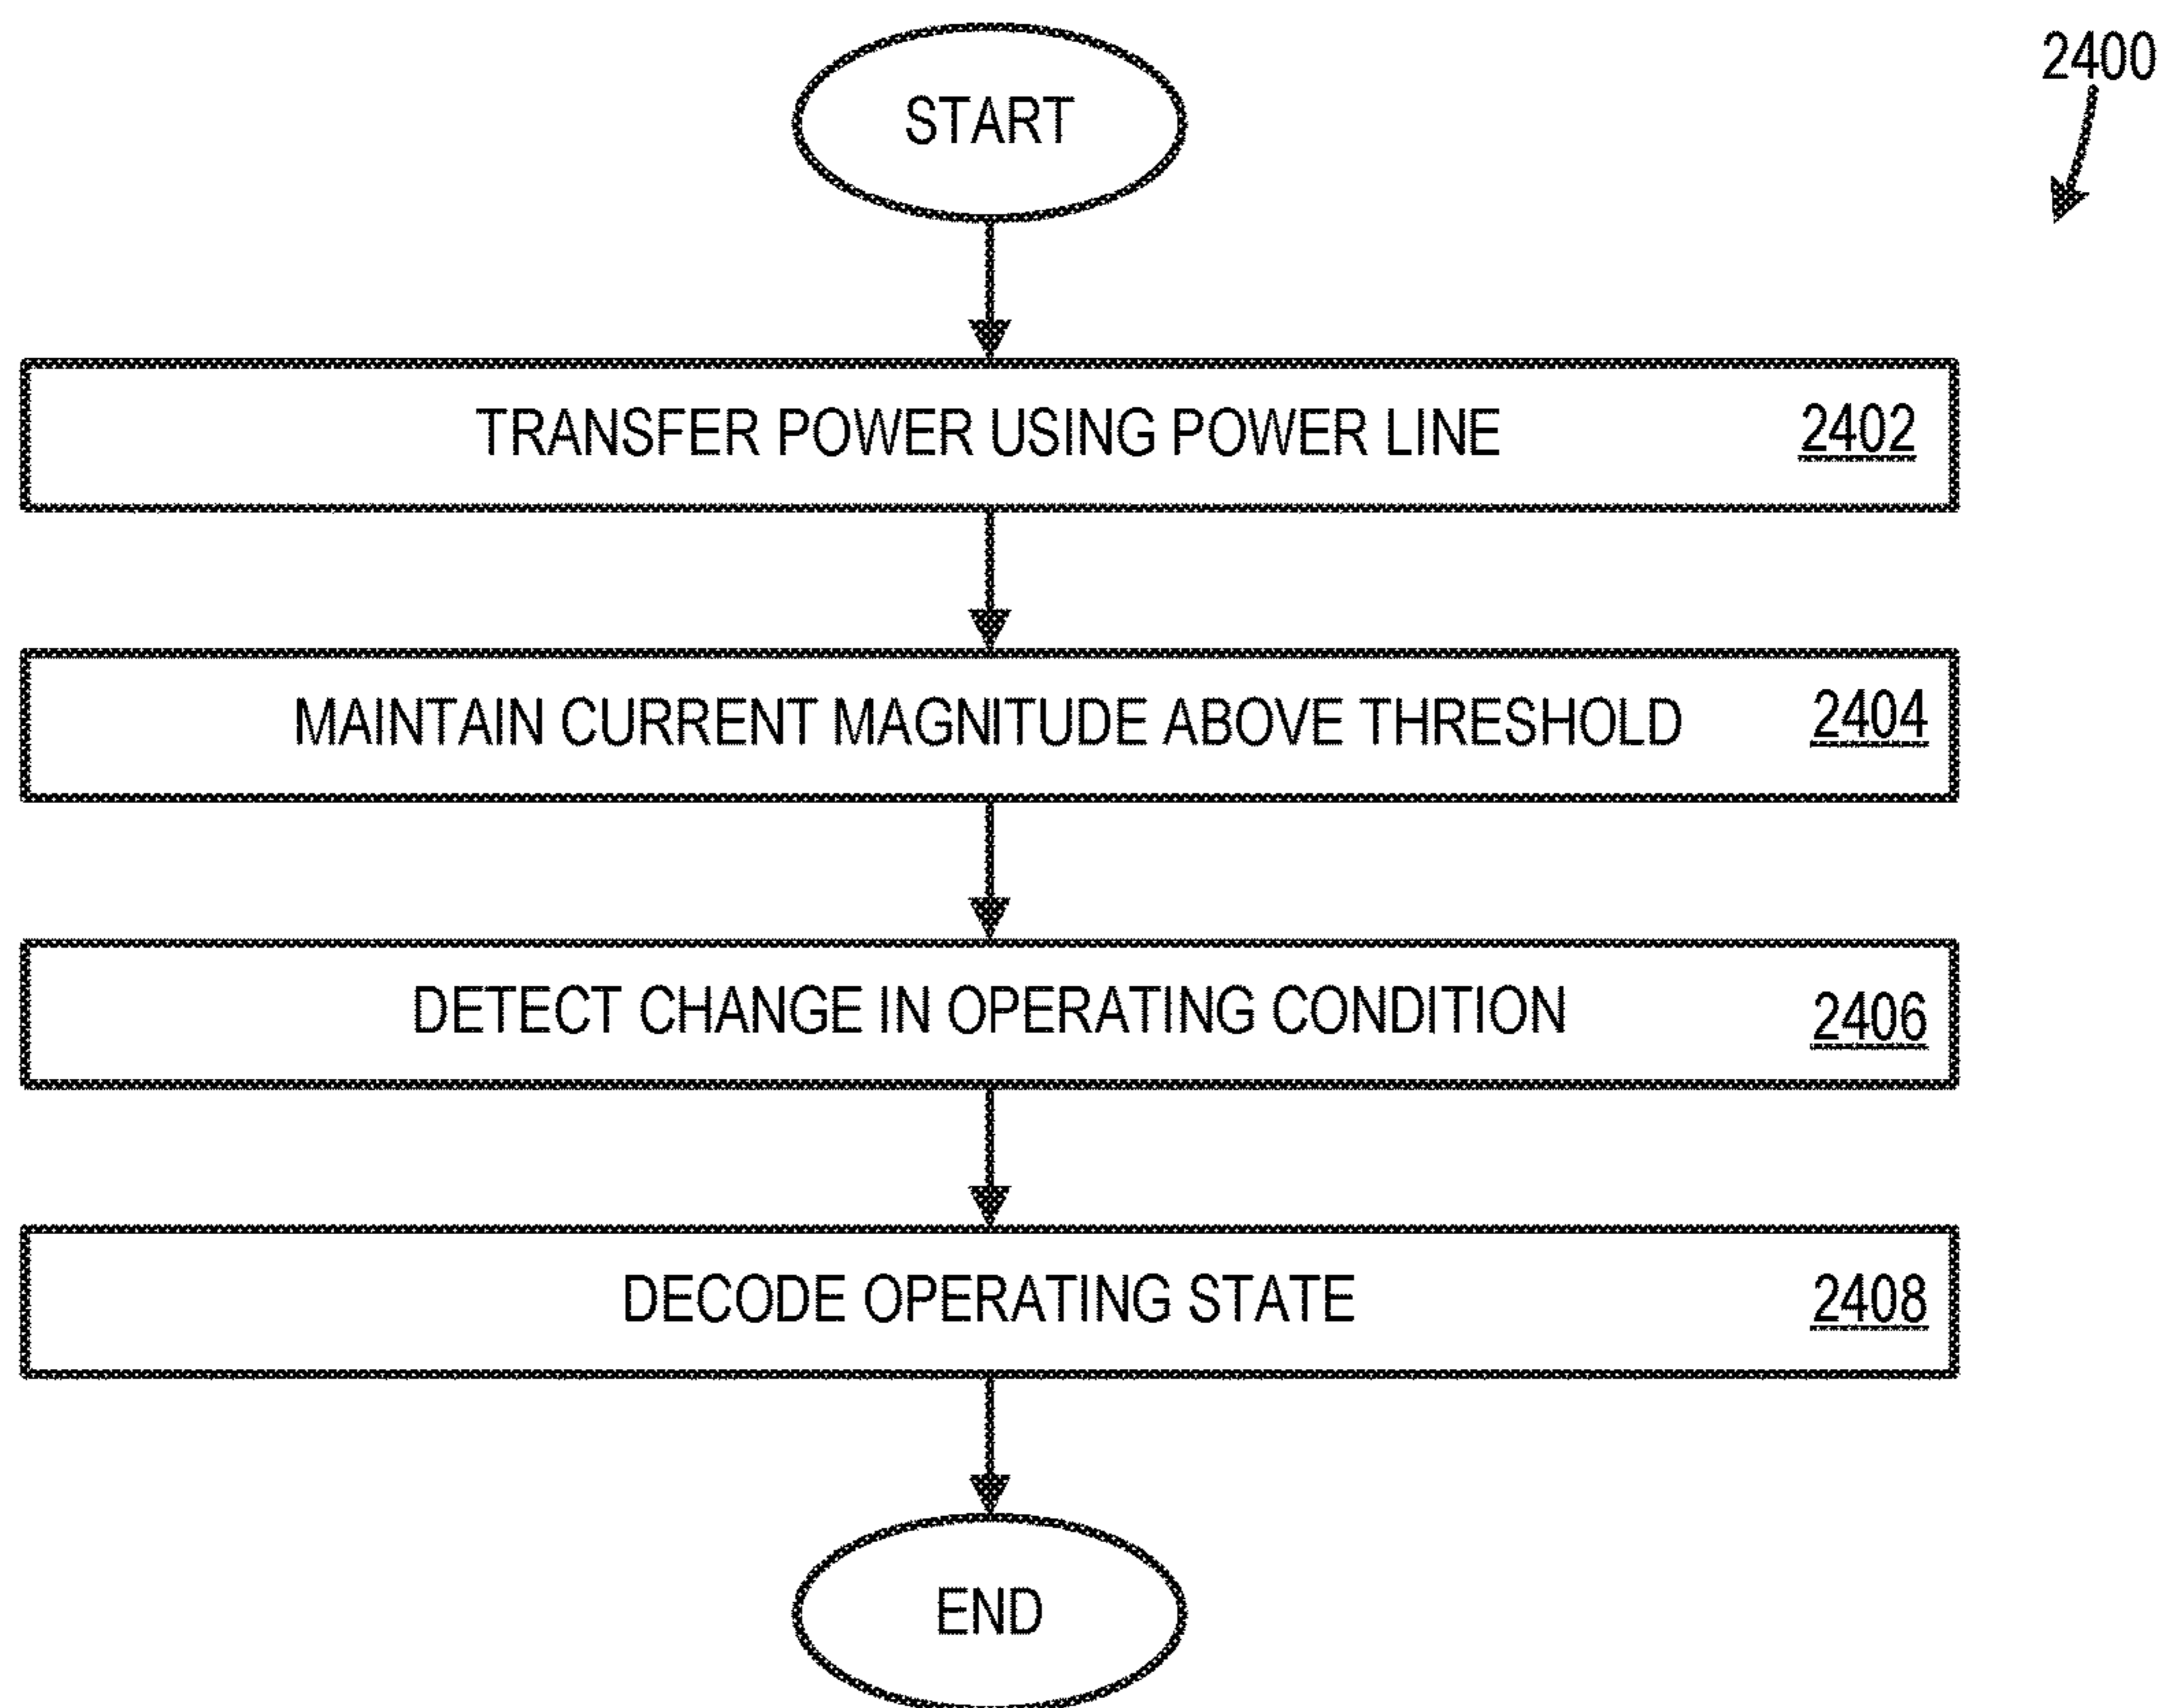 2400
START
TRANSFER POWER USING POWER LINE 2402
MAINTAIN CURRENT MAGNITUDE ABOVE THRESHOLD 2404
DETECT CHANGE IN OPERATING CONDITION 2406
DECODE OPERATING STATE 2408
END